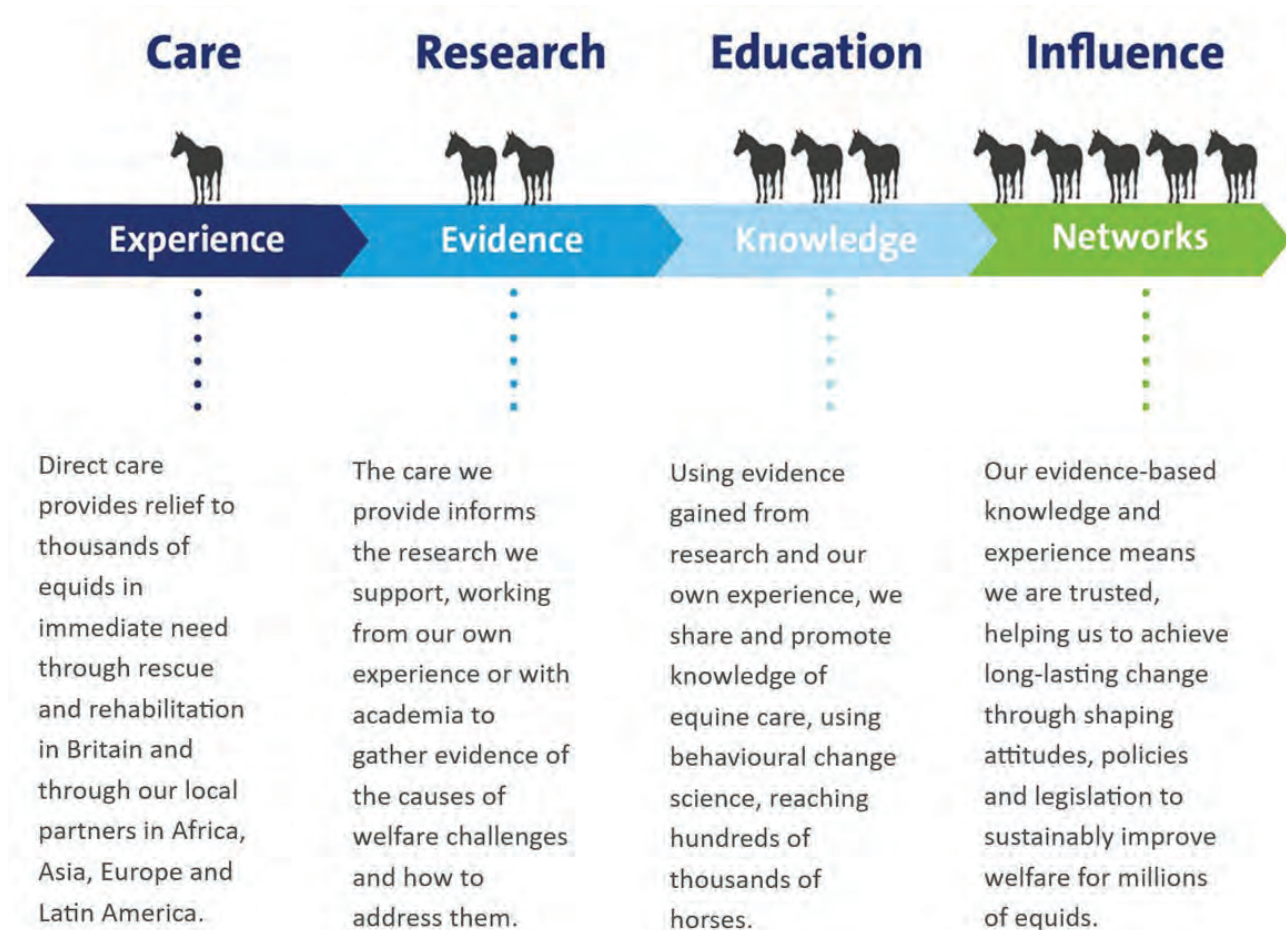 Care
Research
Education
Influence
Experience
Evidence
Knowledge
Networks
Direct care
provides relief to
thousands of
equids in
immediate need
through rescue
and rehabilitation
in Britain and
through our local
partners in Africa,
Asia, Europe and
Latin America.
The care we
provide informs
the research we
support, working
from our own
experience or with
academia to
gather evidence of
the causes of
welfare challenges
and how to
address them.
Using evidence
gained from
research and our
own experience, we
share and promote
knowledge of
equine care, using
behavioural change
science, reaching
hundreds of
thousands of
horses.
Our evidence-based
knowledge and
experience means
we are trusted,
helping us to achieve
long-lasting change
through shaping
attitudes, policies
and legislation to
sustainably improve
welfare for millions
of equids.